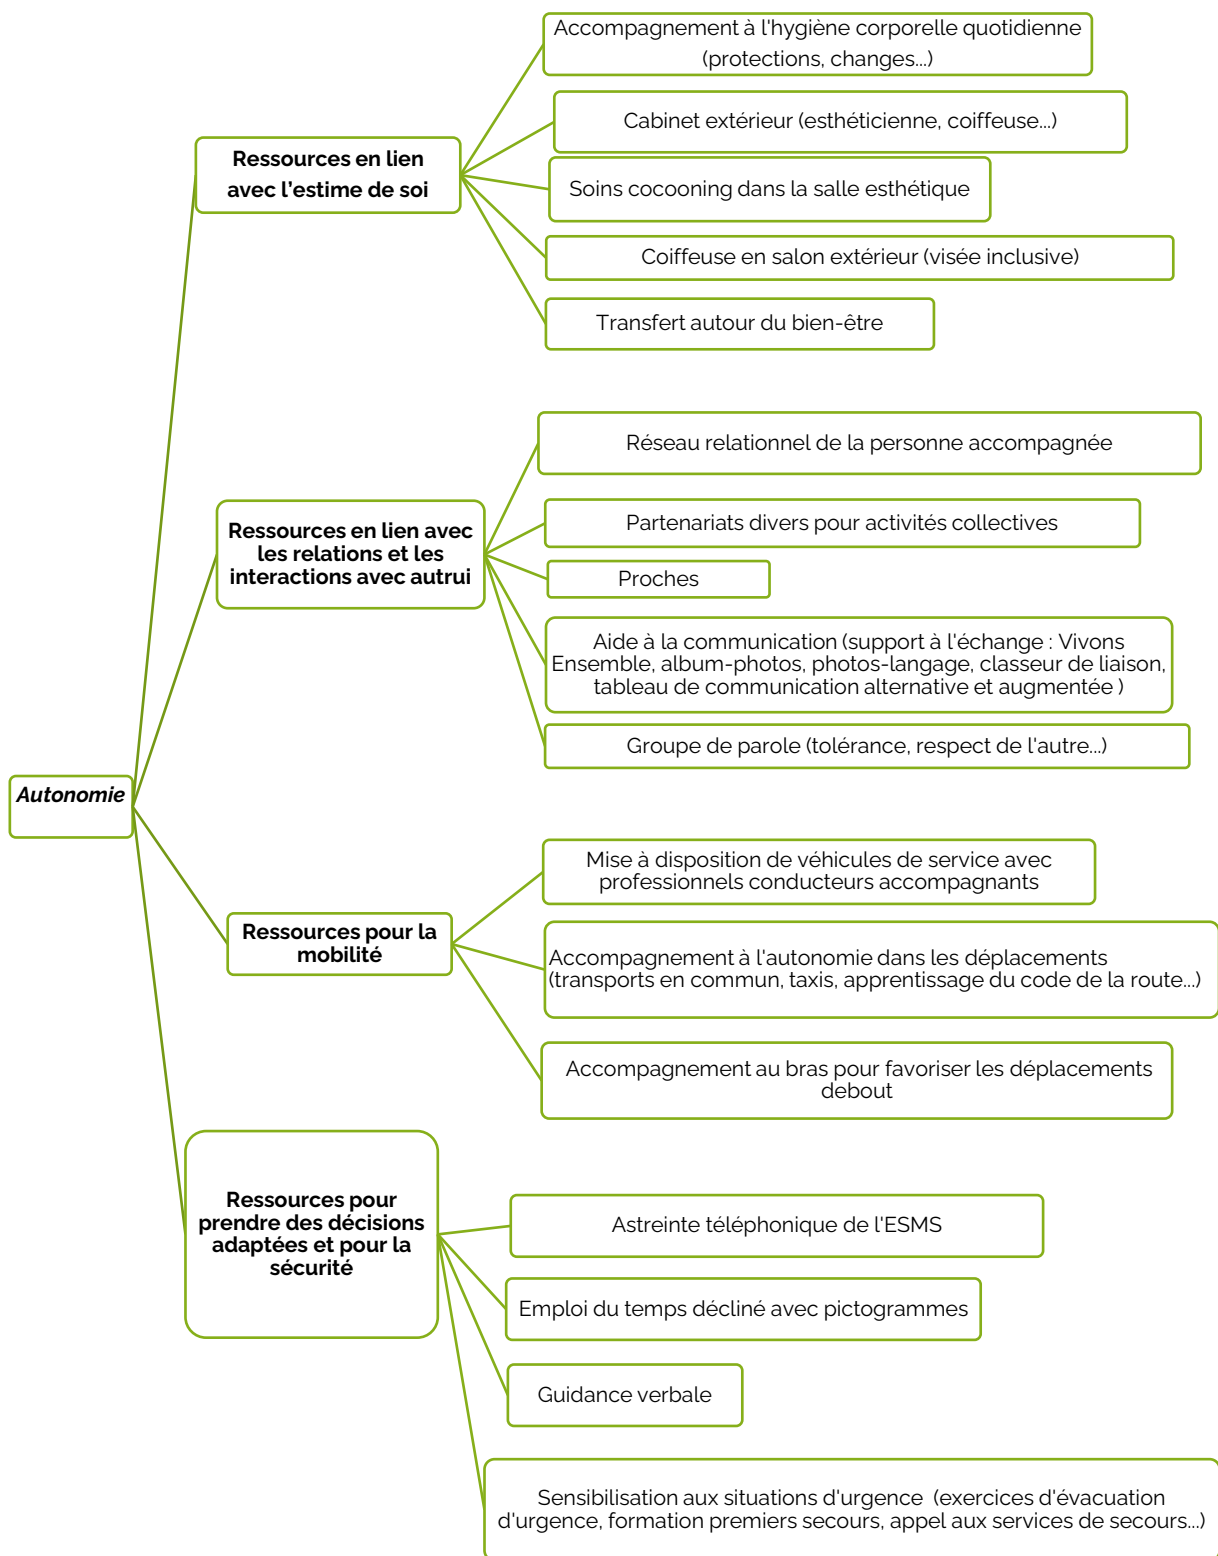 Autonomie
Ressources en lien
avec l’estime de soi
Accompagnement à l'hygiène corporelle quotidienne
(protections, changes...)
Cabinet extérieur (esthéticienne, coiffeuse...)
Soins cocooning dans la salle esthétique
Coiffeuse en salon extérieur (visée inclusive)
Transfert autour du bien-être
Ressources en lien avec
les relations et les
interactions avec autrui
Réseau relationnel de la personne accompagnée
Partenariats divers pour activités collectives
Proches
Aide à la communication (support à l'échange : Vivons
Ensemble, album-photos, photos-langage, classeur de liaison,
tableau de communication alternative et augmentée )
Groupe de parole (tolérance, respect de l'autre...)
Ressources pour la
mobilité
Mise à disposition de véhicules de service avec
professionnels conducteurs accompagnants
Accompagnement à l'autonomie dans les déplacements
(transports en commun, taxis, apprentissage du code de la route...)
Accompagnement au bras pour favoriser les déplacements
debout
Ressources pour
prendre des décisions
adaptées et pour la
sécurité
Astreinte téléphonique de l'ESMS
Emploi du temps décliné avec pictogrammes
Guidance verbale
Sensibilisation aux situations d'urgence  (exercices d'évacuation
d'urgence, formation premiers secours, appel aux services de secours...)